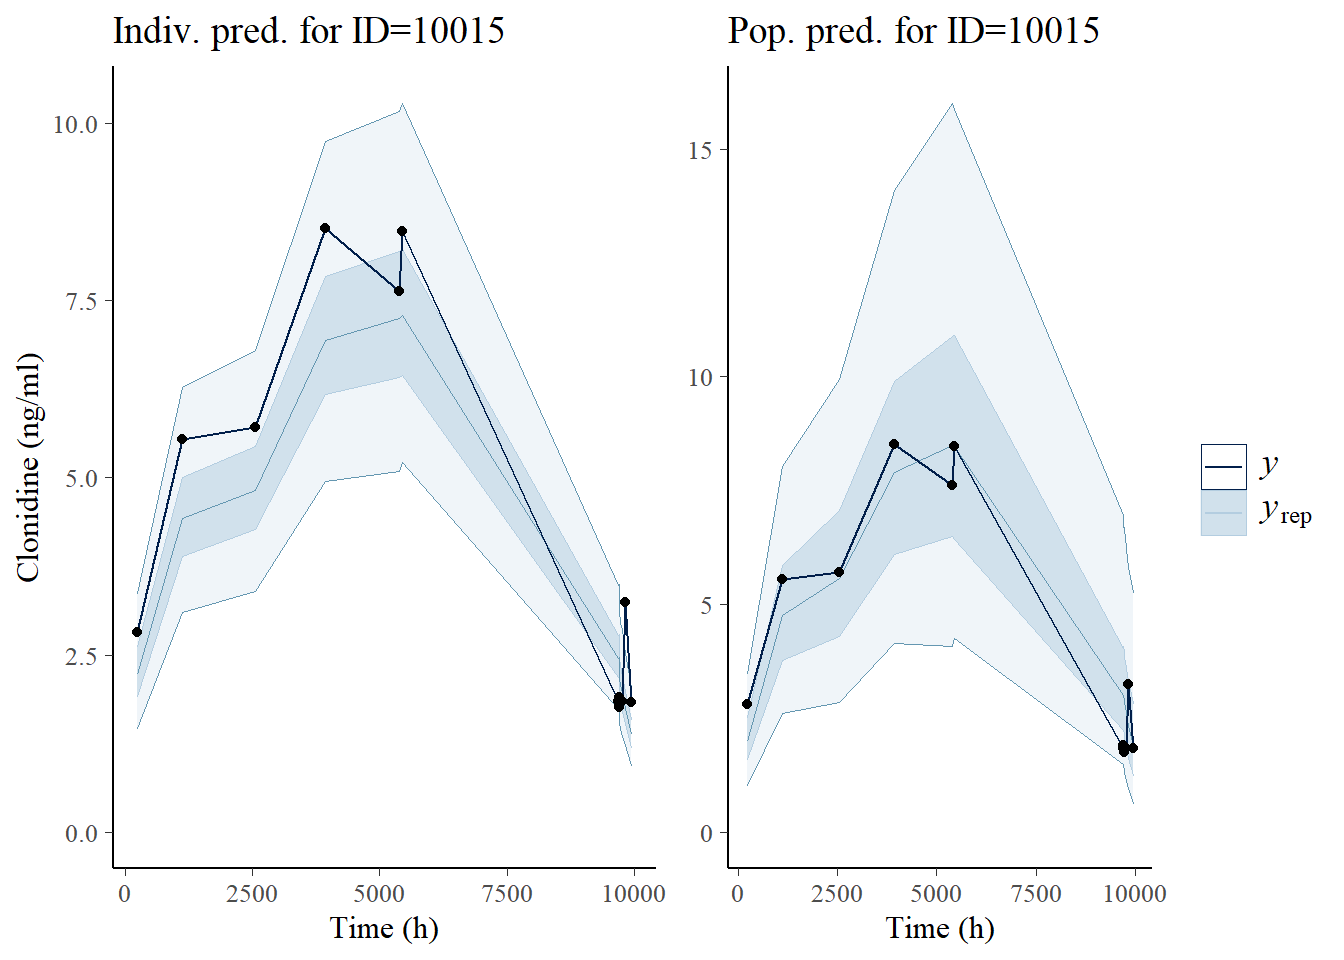 Indiv. pred. for ID=10015
Clonidine (ng/ml)
10.0
7.5
5.0
2.5
0.0
0 2500 5000 7500 10000
Time (h)
Pop. pred. for ID=10015
15
10
5
0
0 2500 5000 7500 10000
Time (h)
y
yrep